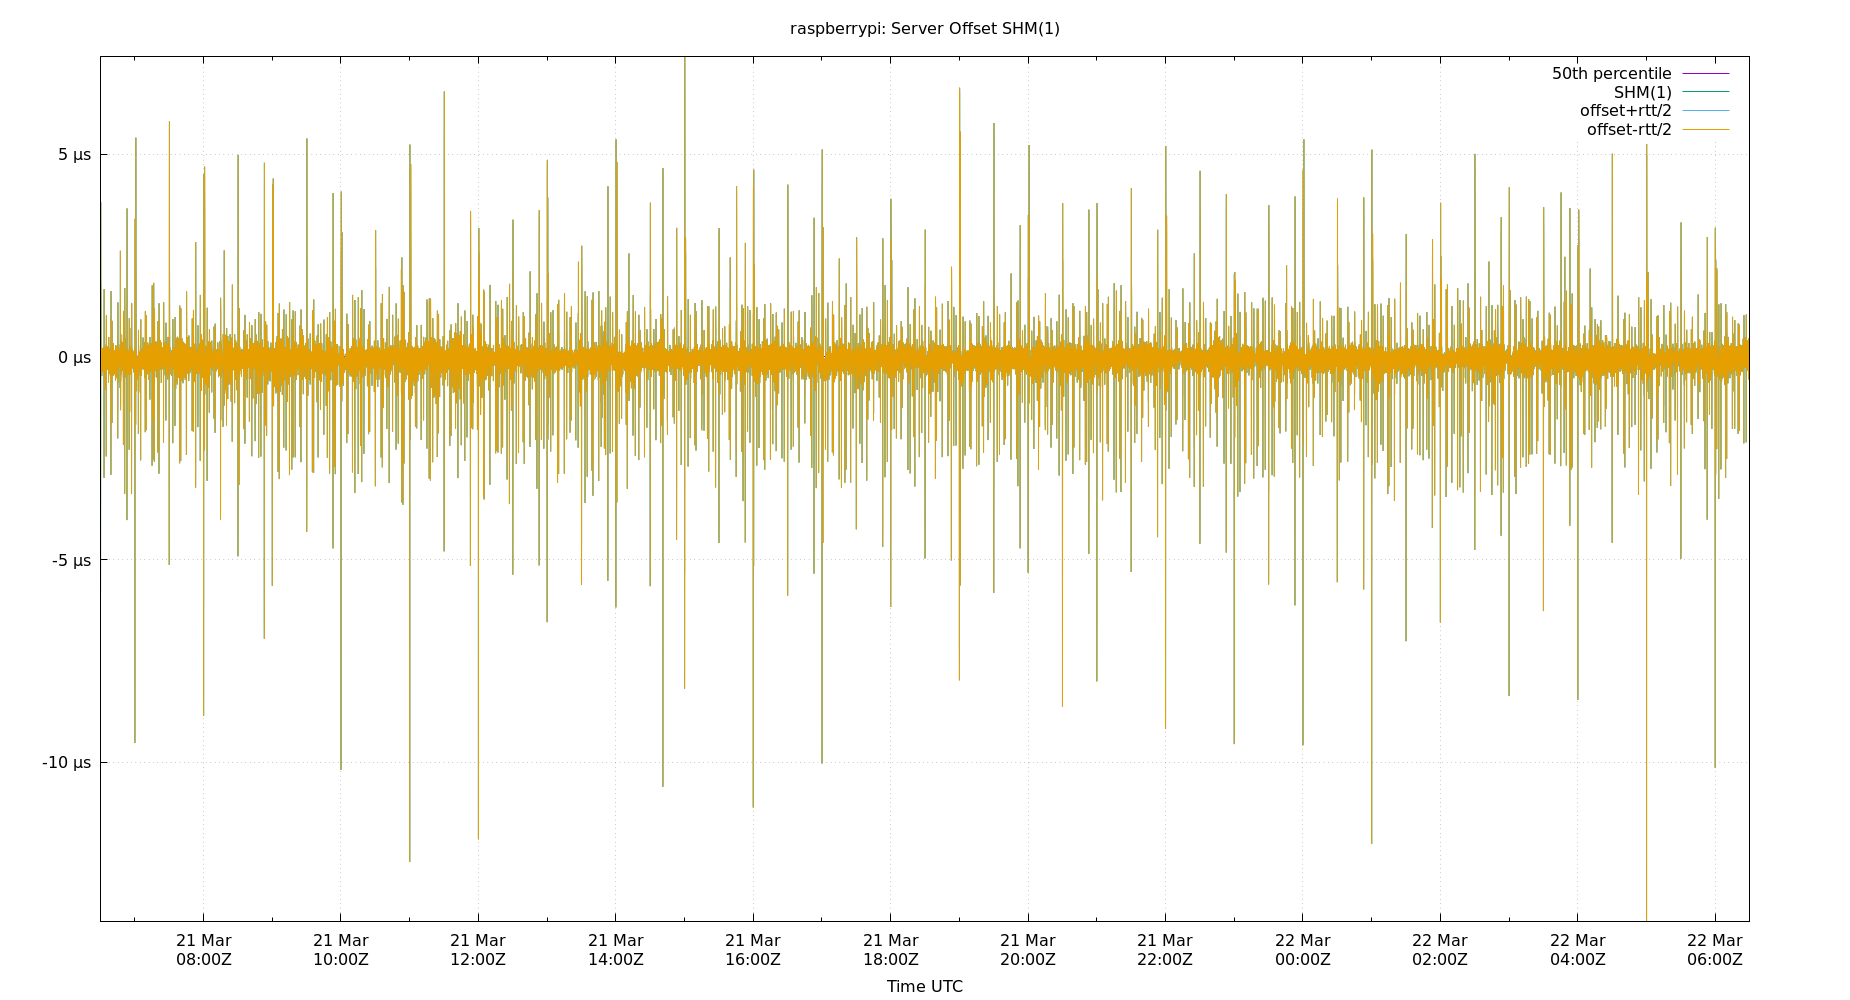 raspberrypi: Server Offset SHM(1)
50th percentile
SHM(1)
offset+rtt/2
offset-rtt/2
5 µs
0 µs
-5 µs
-10 µs
21 Mar 21 Mar 21 Mar 21 Mar 21 Mar 21 Mar 21 Mar 21 Mar 22 Mar 22 Mar 22 Mar 22 Mar
08:00Z 10:00Z 12:00Z 14:00Z 16:00Z 18:00Z 20:00Z 22:00Z 00:00Z 02:00Z 04:00Z 06:00Z
Time UTC